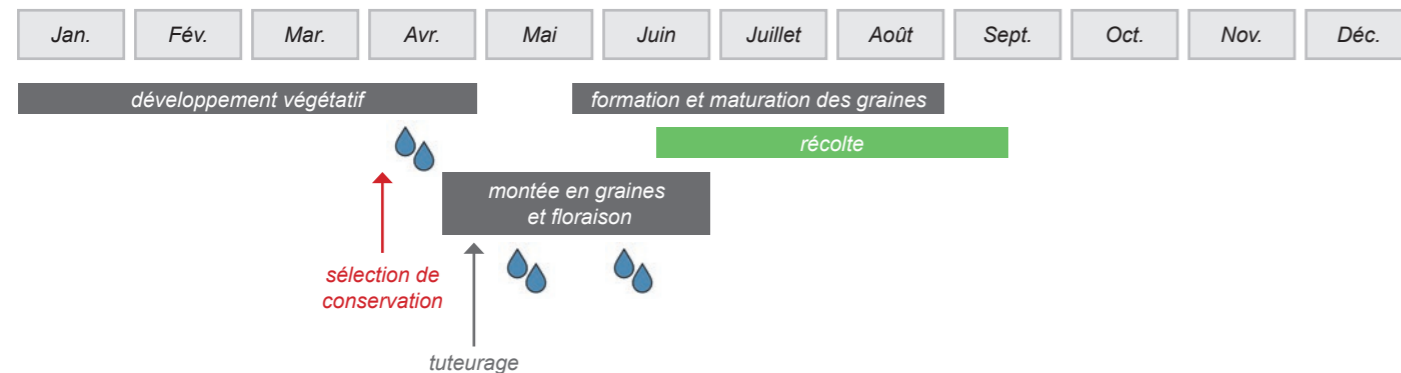 Jan. Fév. Mar. Avr. Mai Juin Juillet Août Sept. Oct. Nov. Déc.
développement végétatif
formation et maturation des graines
récolte
montée en graines
et floraison
sélection de
conservation
tuteurage